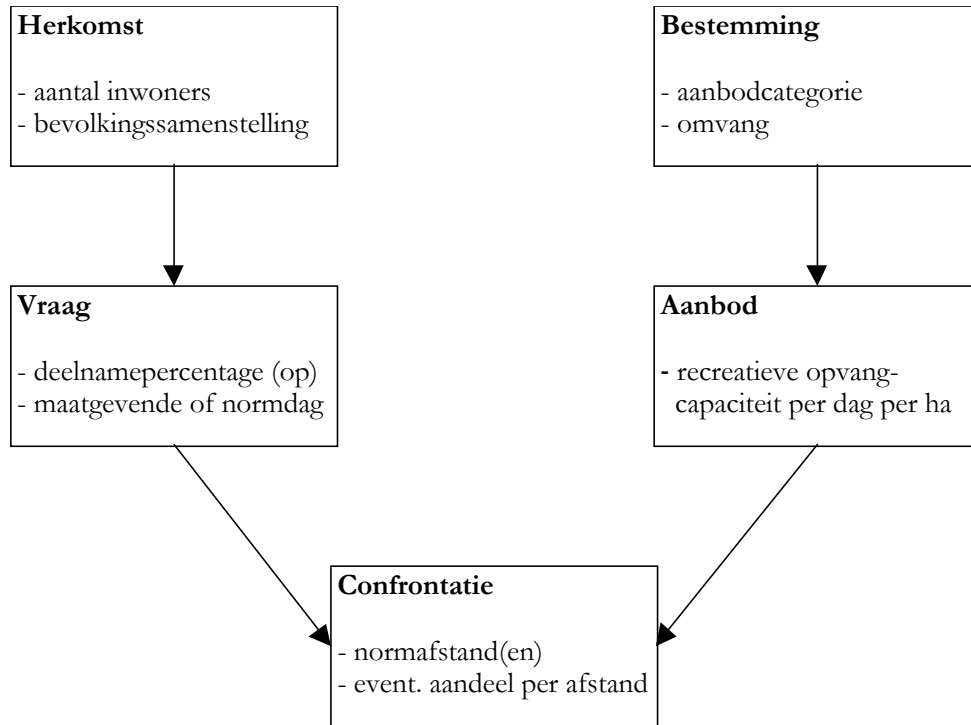 Herkomst
- aantal inwoners
- bevolkingssamenstelling
Bestemming
- aanbodcategorie
- omvang
Vraag
- deelnamepercentage (op)
- maatgevende of normdag
Aanbod
- recreatieve opvang-
capaciteit per dag per ha
Confrontatie
- normafstand(en)
- event. aandeel per afstand